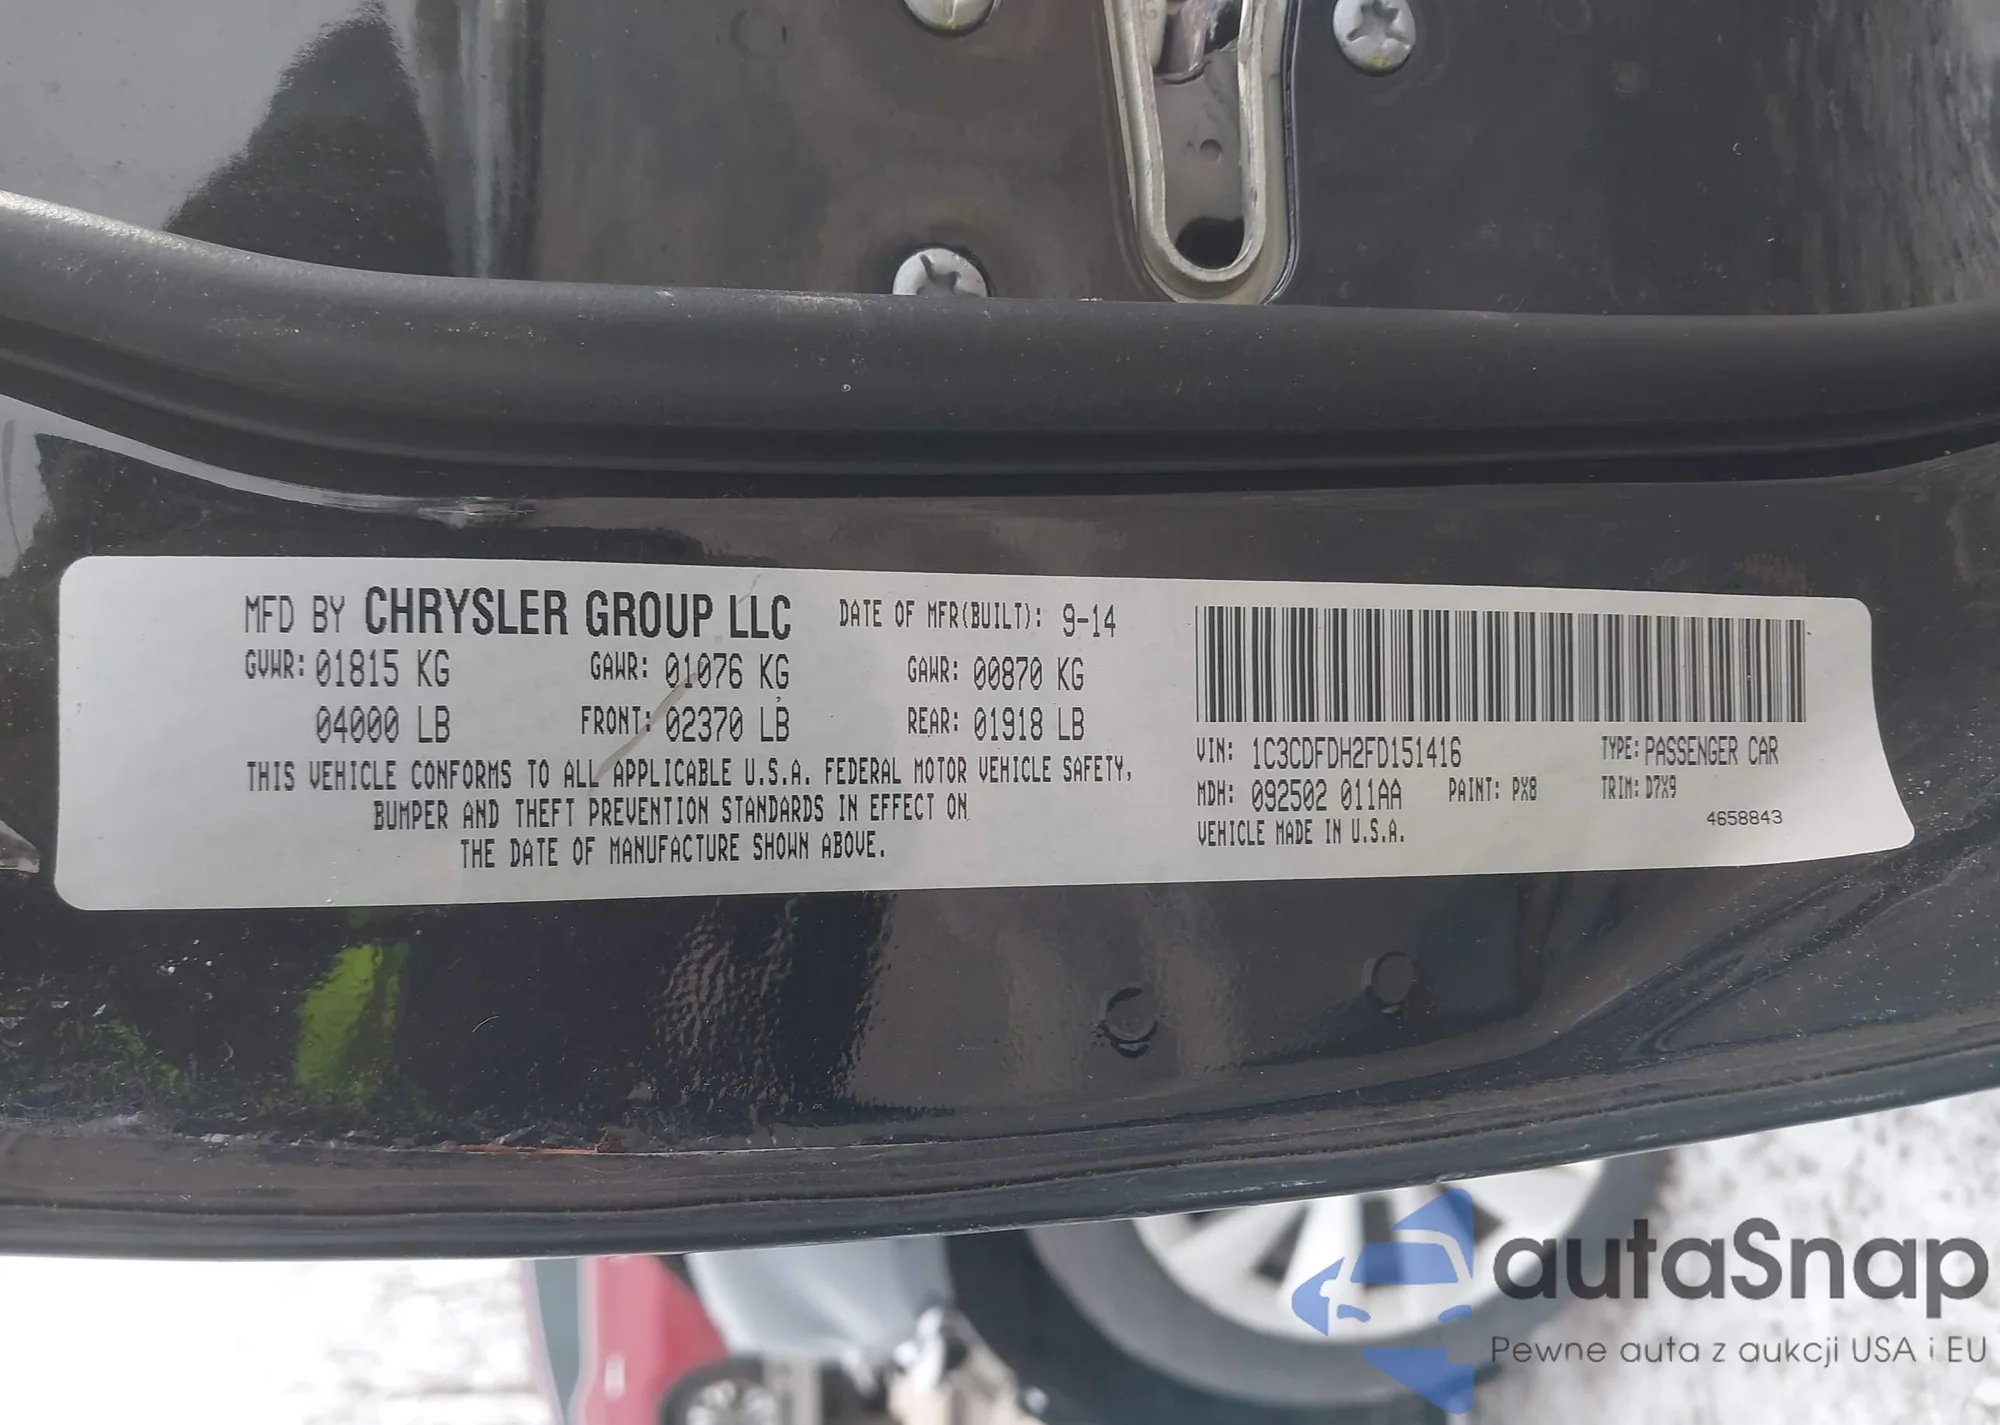 MFD BY CHRYSLER GROUP LLC DATE OF MFR(BUILT): 9-14
GVWR: 01815 KG GAWR: 01076 KG GAWR: 00870 KG
04000 LB FRONT: 02370 LB REAR: 01918 LB
THIS VEHICLE CONFORMS TO ALL APPLICABLE U.S.A. FEDERAL MOTOR VEHICLE SAFETY,
BUMPER AND THEFT PREVENTION STANDARDS IN EFFECT ON
THE DATE OF MANUFACTURE SHOWN ABOVE.
VIN: 1C3CDFDH2FD151416 TYPE: PASSENGER CAR
MDH: 092502 011AA PAINT: PX8 TRIM: D7X9
VEHICLE MADE IN U.S.A. 4658843
autaSnap
Pewne auta z aukcji USA i EU